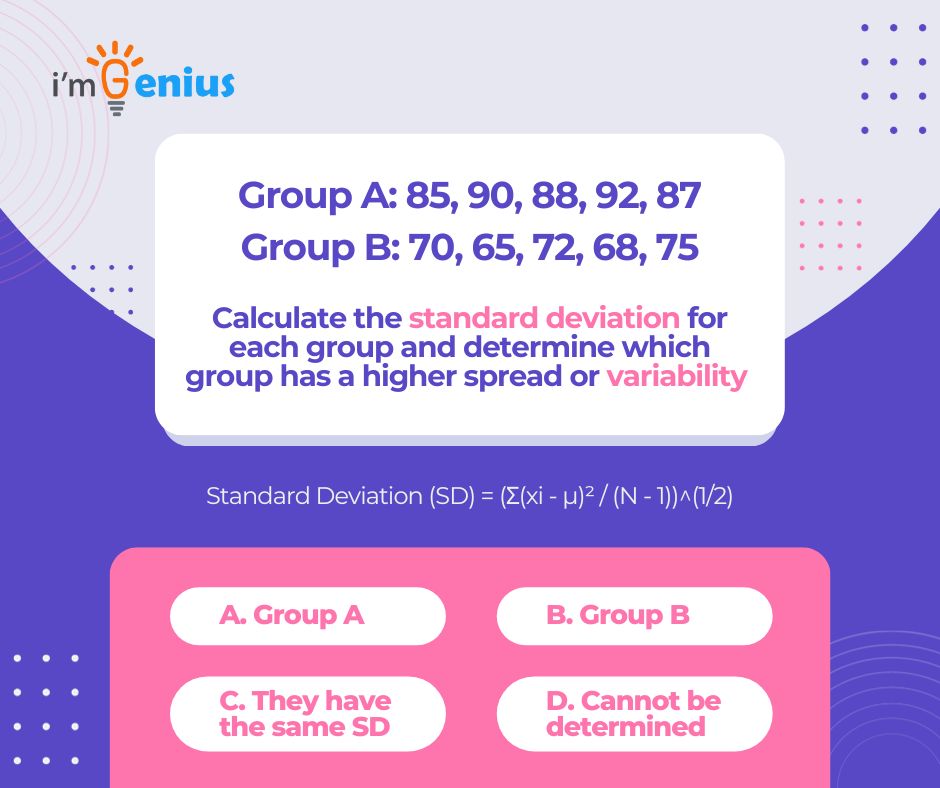 i'm Genius
Group A: 85, 90, 88, 92, 87
Group B: 70, 65, 72, 68, 75
Calculate the standard deviation for
each group and determine which
group has a higher spread or variability
Standard Deviation (SD) = (Σ(xi - µ)² / (N - 1))^(1/2)
A. Group A
B. Group B
C. They have
the same SD
D. Cannot be
determined